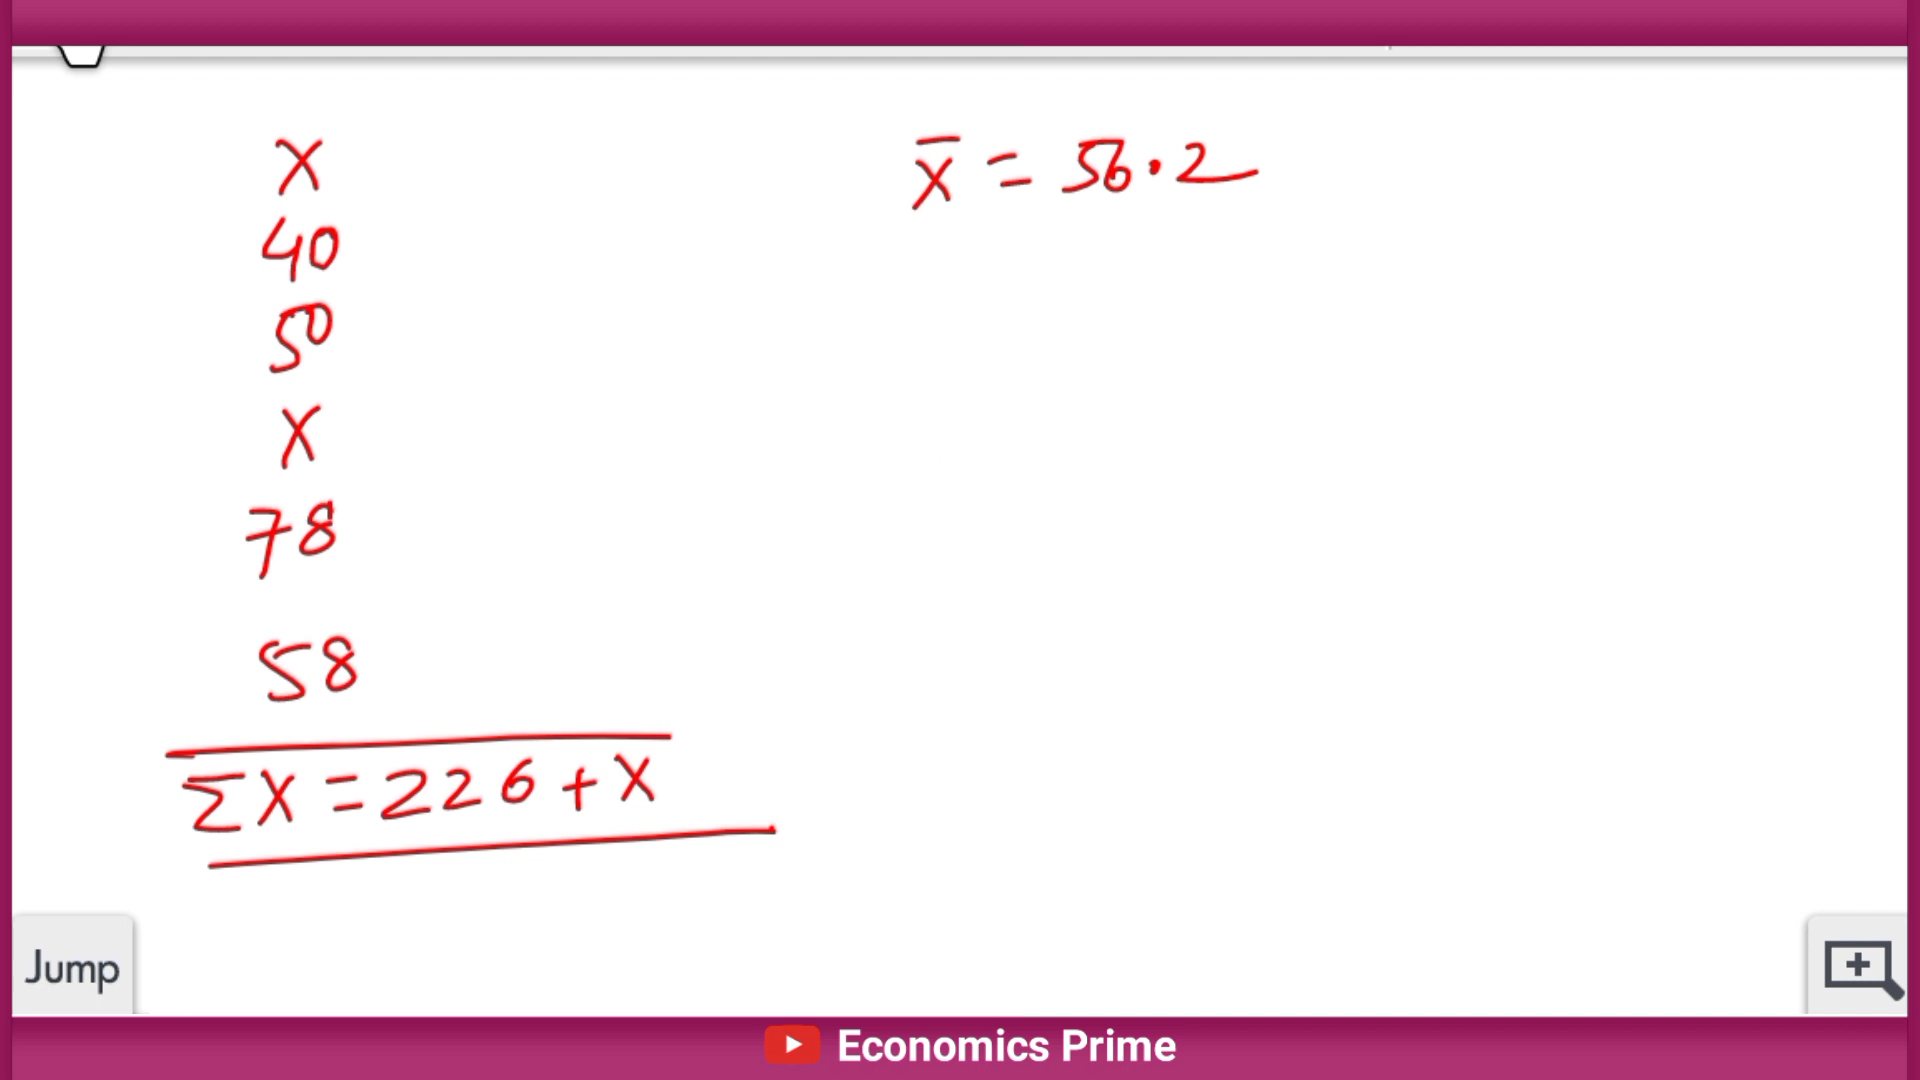 X
40
50
X
78
58
ΣX = 226 + X
X̄ = 56.2
Jump
Economics Prime